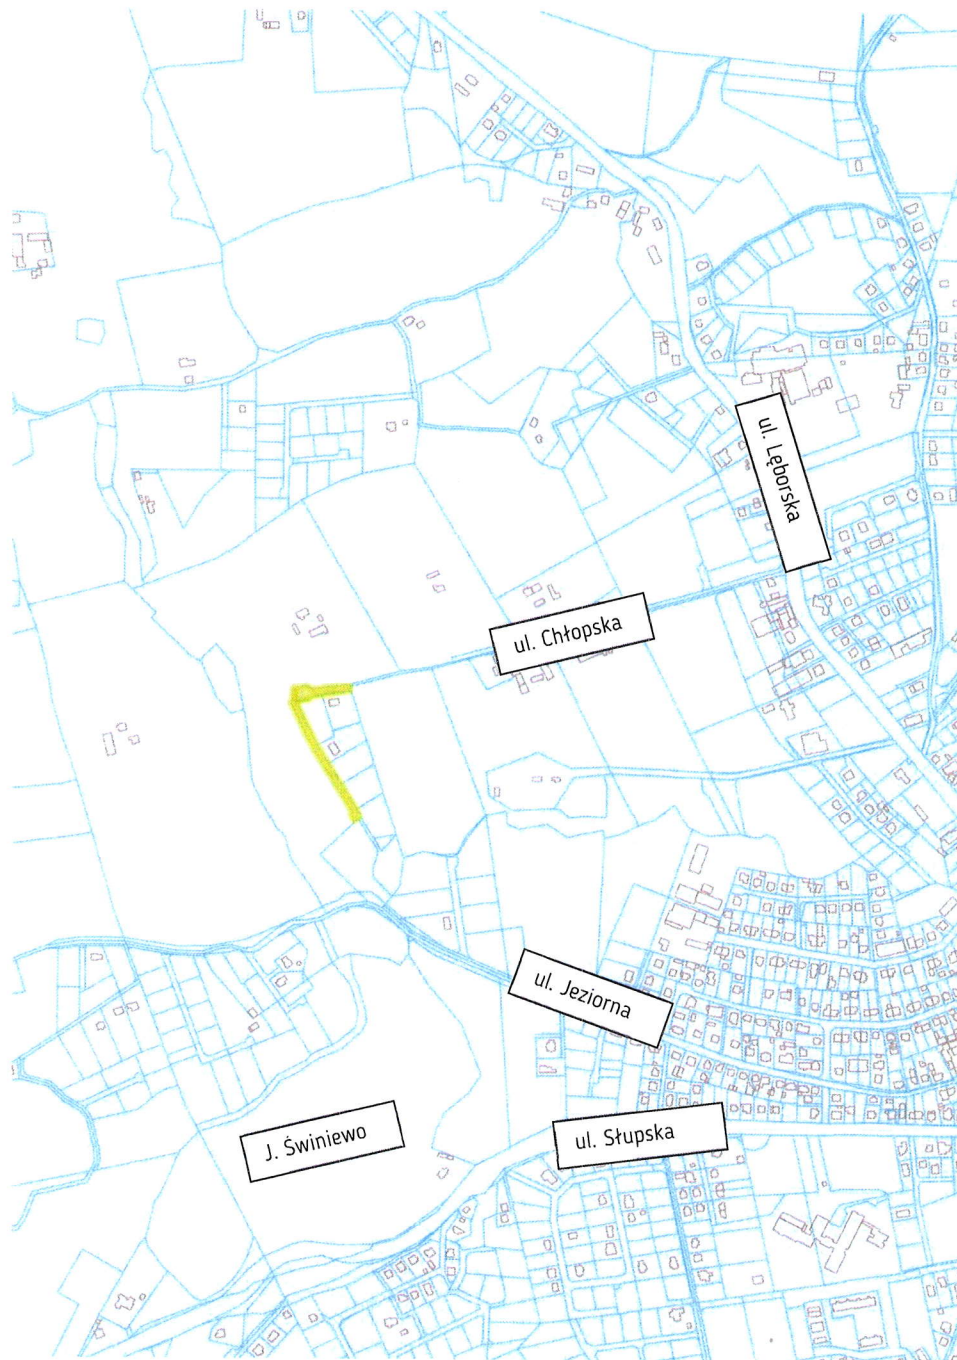 ul. Lęborska
ul. Chłopska
ul. Jeziorna
ul. Słupska
J. Świniewo